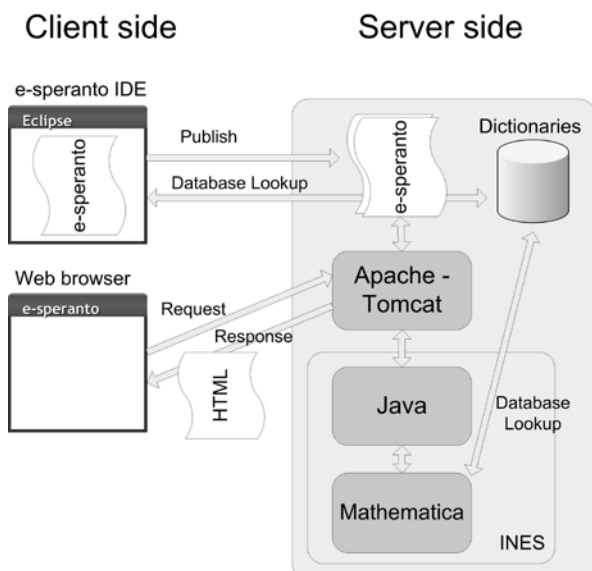 Client side
Server side
e-speranto IDE
Eclipse
e-speranto
Publish
Database Lookup
e-speranto
Dictionaries
Web browser
e-speranto
Request
Response
HTML
Apache -
Tomcat
Java
Database
Lookup
Mathematica
INES